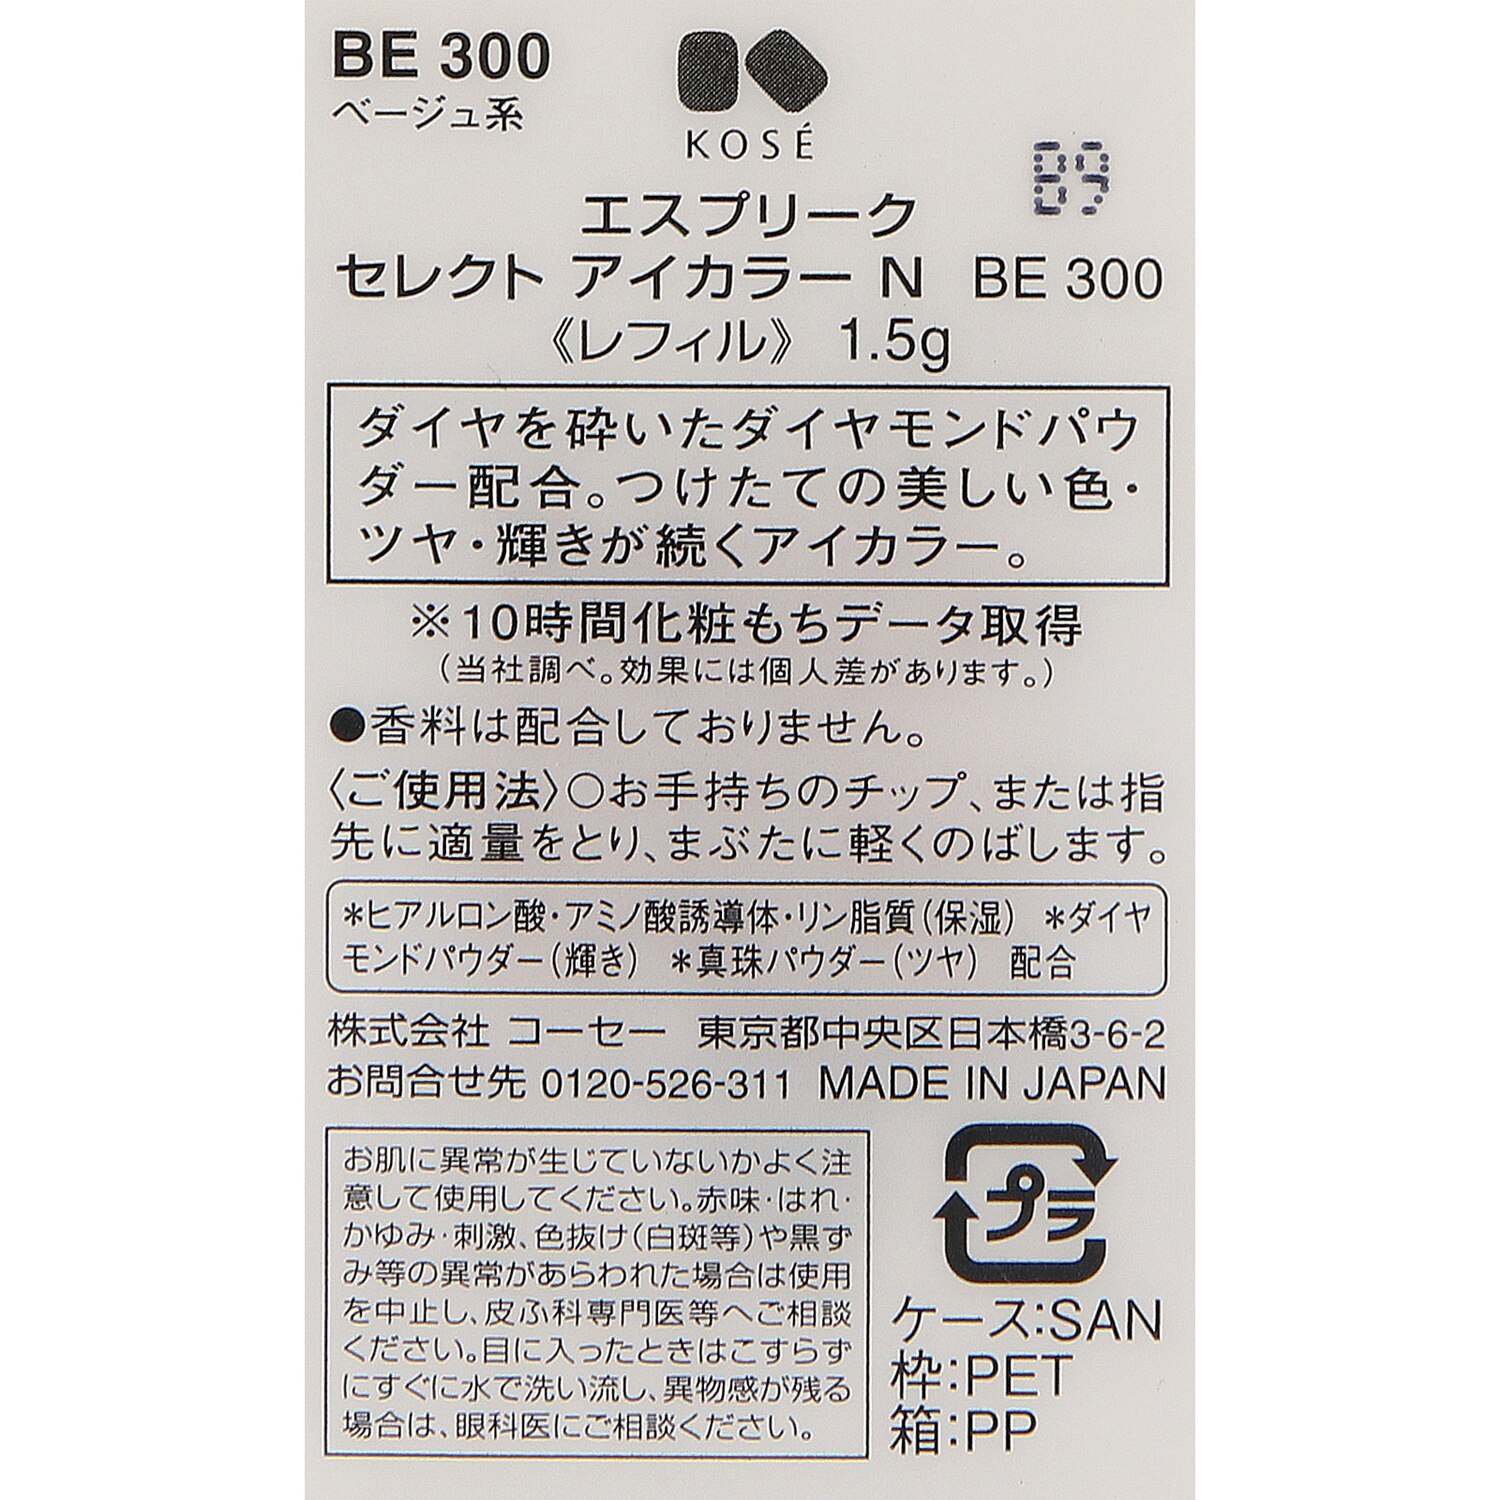 BE 300
ベージュ系
KOSÉ
B9
エスプリーク
セレクト アイカラー N BE 300
《レフィル》 1.5g
ダイヤを砕いたダイヤモンドパウ
ダー配合。つけたての美しい色・
ツヤ・輝きが続くアイカラー。
※10時間化粧もちデータ取得
(当社調べ。効果には個人差があります。)
●香料は配合しておりません。
〈ご使用法〉○お手持ちのチップ、または指
先に適量をとり、まぶたに軽くのばします。
*ヒアルロン酸・アミノ酸誘導体・リン脂質(保湿) *ダイヤ
モンドパウダー(輝き) *真珠パウダー(ツヤ) 配合
株式会社 コーセー 東京都中央区日本橋3-6-2
お問合せ先 0120-526-311 MADE IN JAPAN
お肌に異常が生じていないかよく注
意して使用してください。赤味・はれ・
かゆみ・刺激、色抜け(白斑等)や黒ず
み等の異常があらわれた場合は使用
を中止し、皮ふ科専門医等へご相談
ください。目に入ったときはこすらず
にすぐに水で洗い流し、異物感が残る
場合は、眼科医にご相談ください。
プラ
ケース:SAN
枠:PET
箱:PP